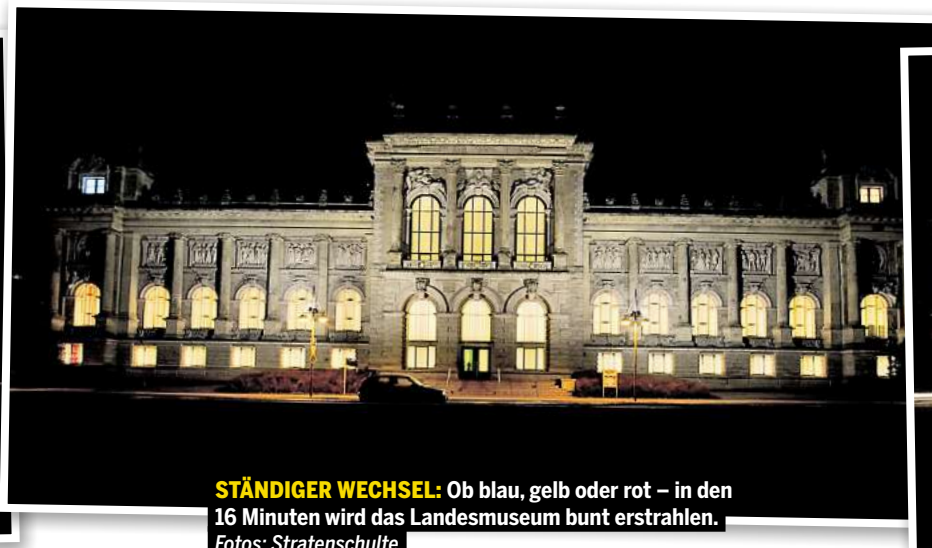 STÄNDIGER WECHSEL: Ob blau, gelb oder rot – in den
16 Minuten wird das Landesmuseum bunt erstrahlen.
Fotos: Stratenschulte